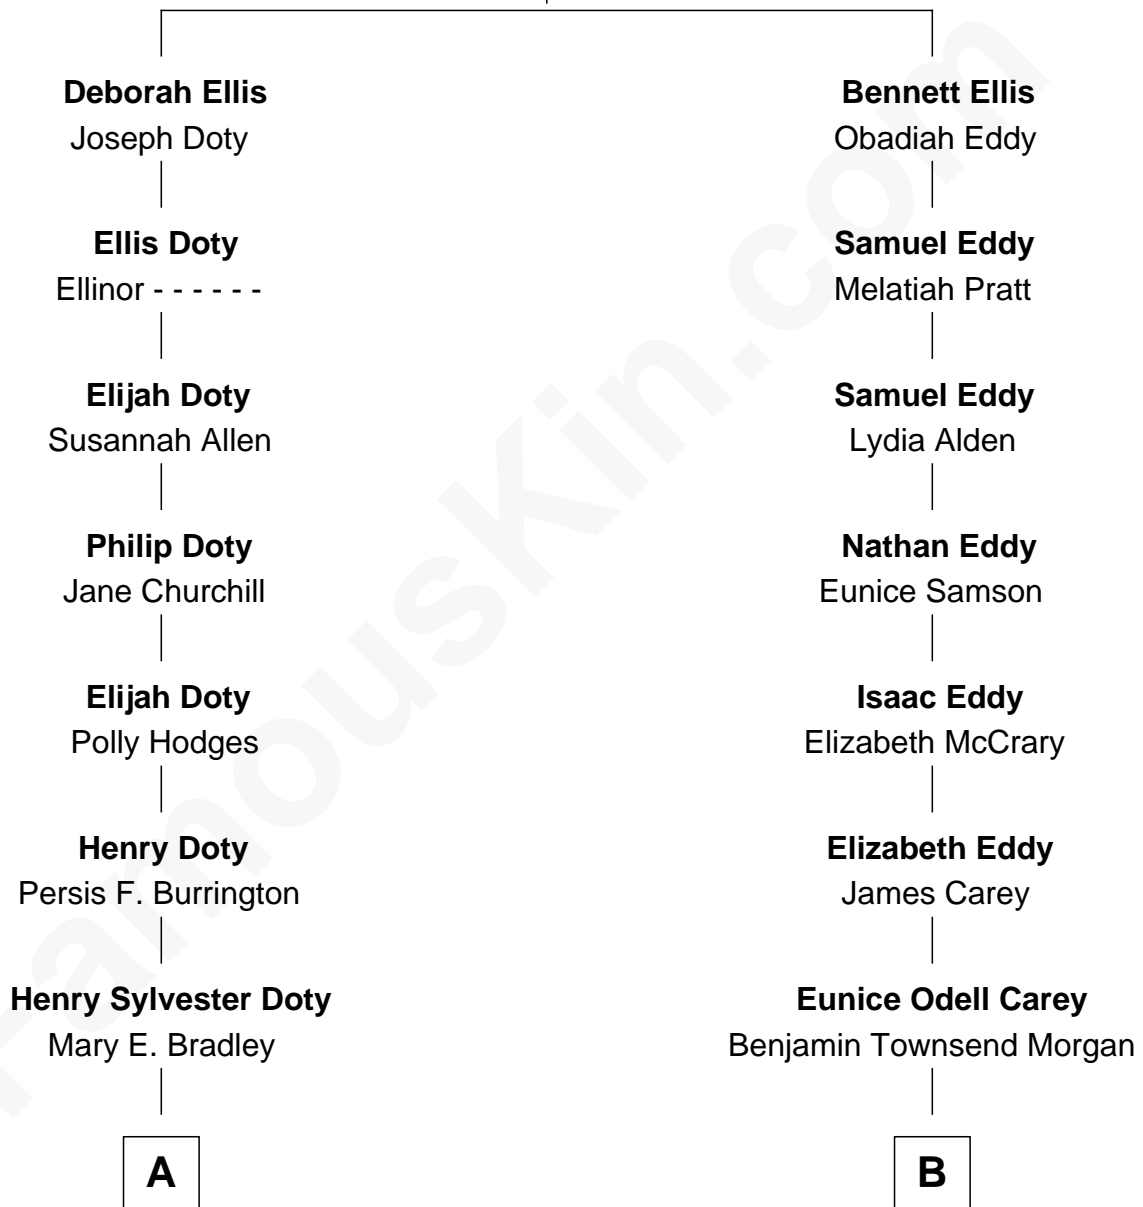 Deborah Ellis
Joseph Doty
Ellis Doty
Ellinor - - - - - -
Elijah Doty
Susannah Allen
Philip Doty
Jane Churchill
Elijah Doty
Polly Hodges
Henry Doty
Persis F. Burrington
Henry Sylvester Doty
Mary E. Bradley
A
Bennett Ellis
Obadiah Eddy
Samuel Eddy
Melatiah Pratt
Samuel Eddy
Lydia Alden
Nathan Eddy
Eunice Samson
Isaac Eddy
Elizabeth McCrary
Elizabeth Eddy
James Carey
Eunice Odell Carey
Benjamin Townsend Morgan
B
FamousKin.com